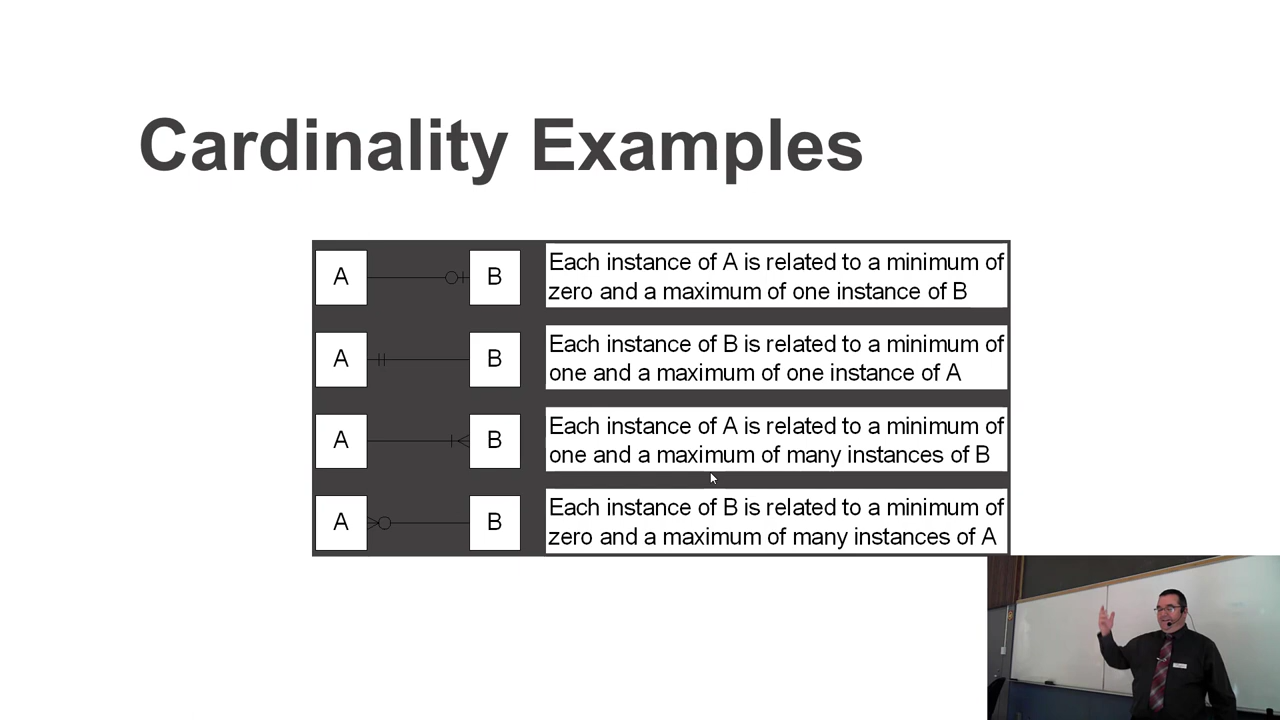 Cardinality Examples
A B Each instance of A is related to a minimum of
zero and a maximum of one instance of B
A B Each instance of B is related to a minimum of
one and a maximum of one instance of A
A B Each instance of A is related to a minimum of
one and a maximum of many instances of B
A B Each instance of B is related to a minimum of
zero and a maximum of many instances of A